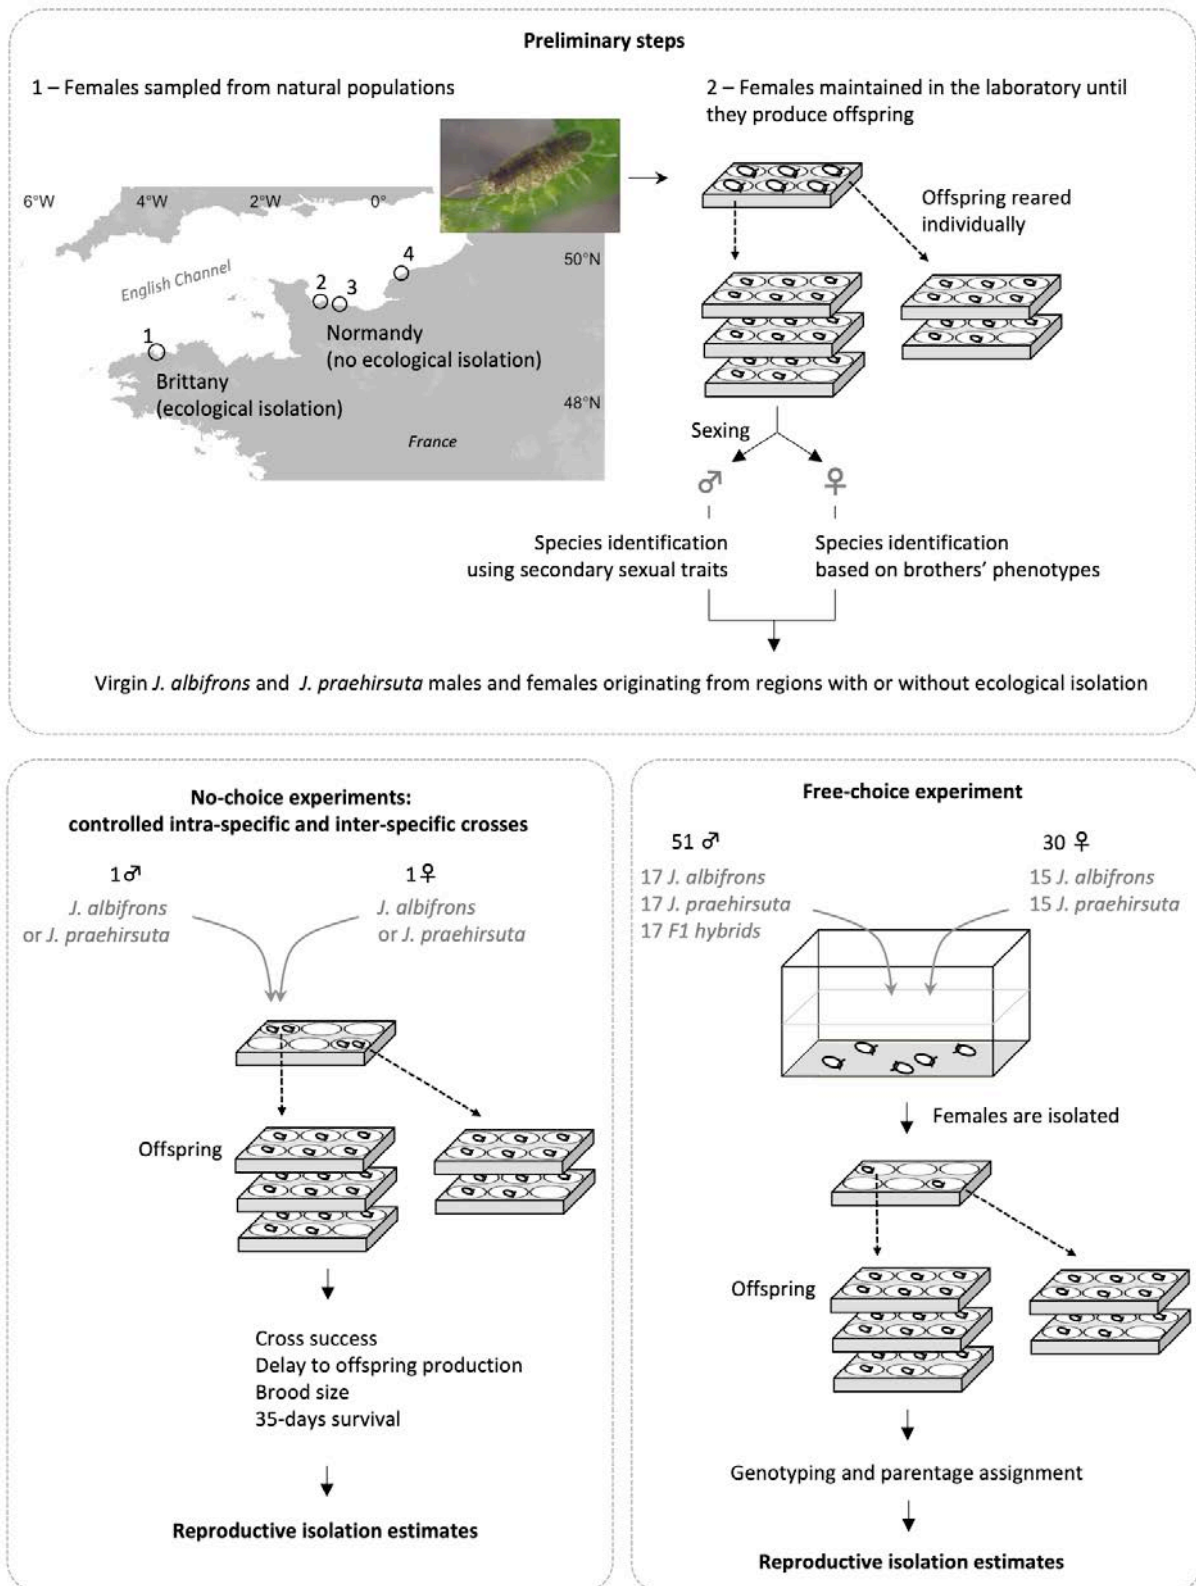 Preliminary steps
1 – Females sampled from natural populations
2 – Females maintained in the laboratory until
they produce offspring
6°W
4°W
2°W
0°
50°N
48°N
English Channel
1
2
3
4
Normandy
(no ecological isolation)
Brittany
(ecological isolation)
France
Offspring reared
individually
Sexing
♂
♀
Species identification
using secondary sexual traits
Species identification
based on brothers’ phenotypes
Virgin J. albifrons and J. praehirsuta males and females originating from regions with or without ecological isolation
No-choice experiments:
controlled intra-specific and inter-specific crosses
1♂
J. albifrons
or J. praehirsuta
1♀
J. albifrons
or J. praehirsuta
Offspring
Cross success
Delay to offspring production
Brood size
35-days survival
Reproductive isolation estimates
Free-choice experiment
51 ♂
17 J. albifrons
17 J. praehirsuta
17 F1 hybrids
30 ♀
15 J. albifrons
15 J. praehirsuta
Females are isolated
Offspring
Genotyping and parentage assignment
Reproductive isolation estimates